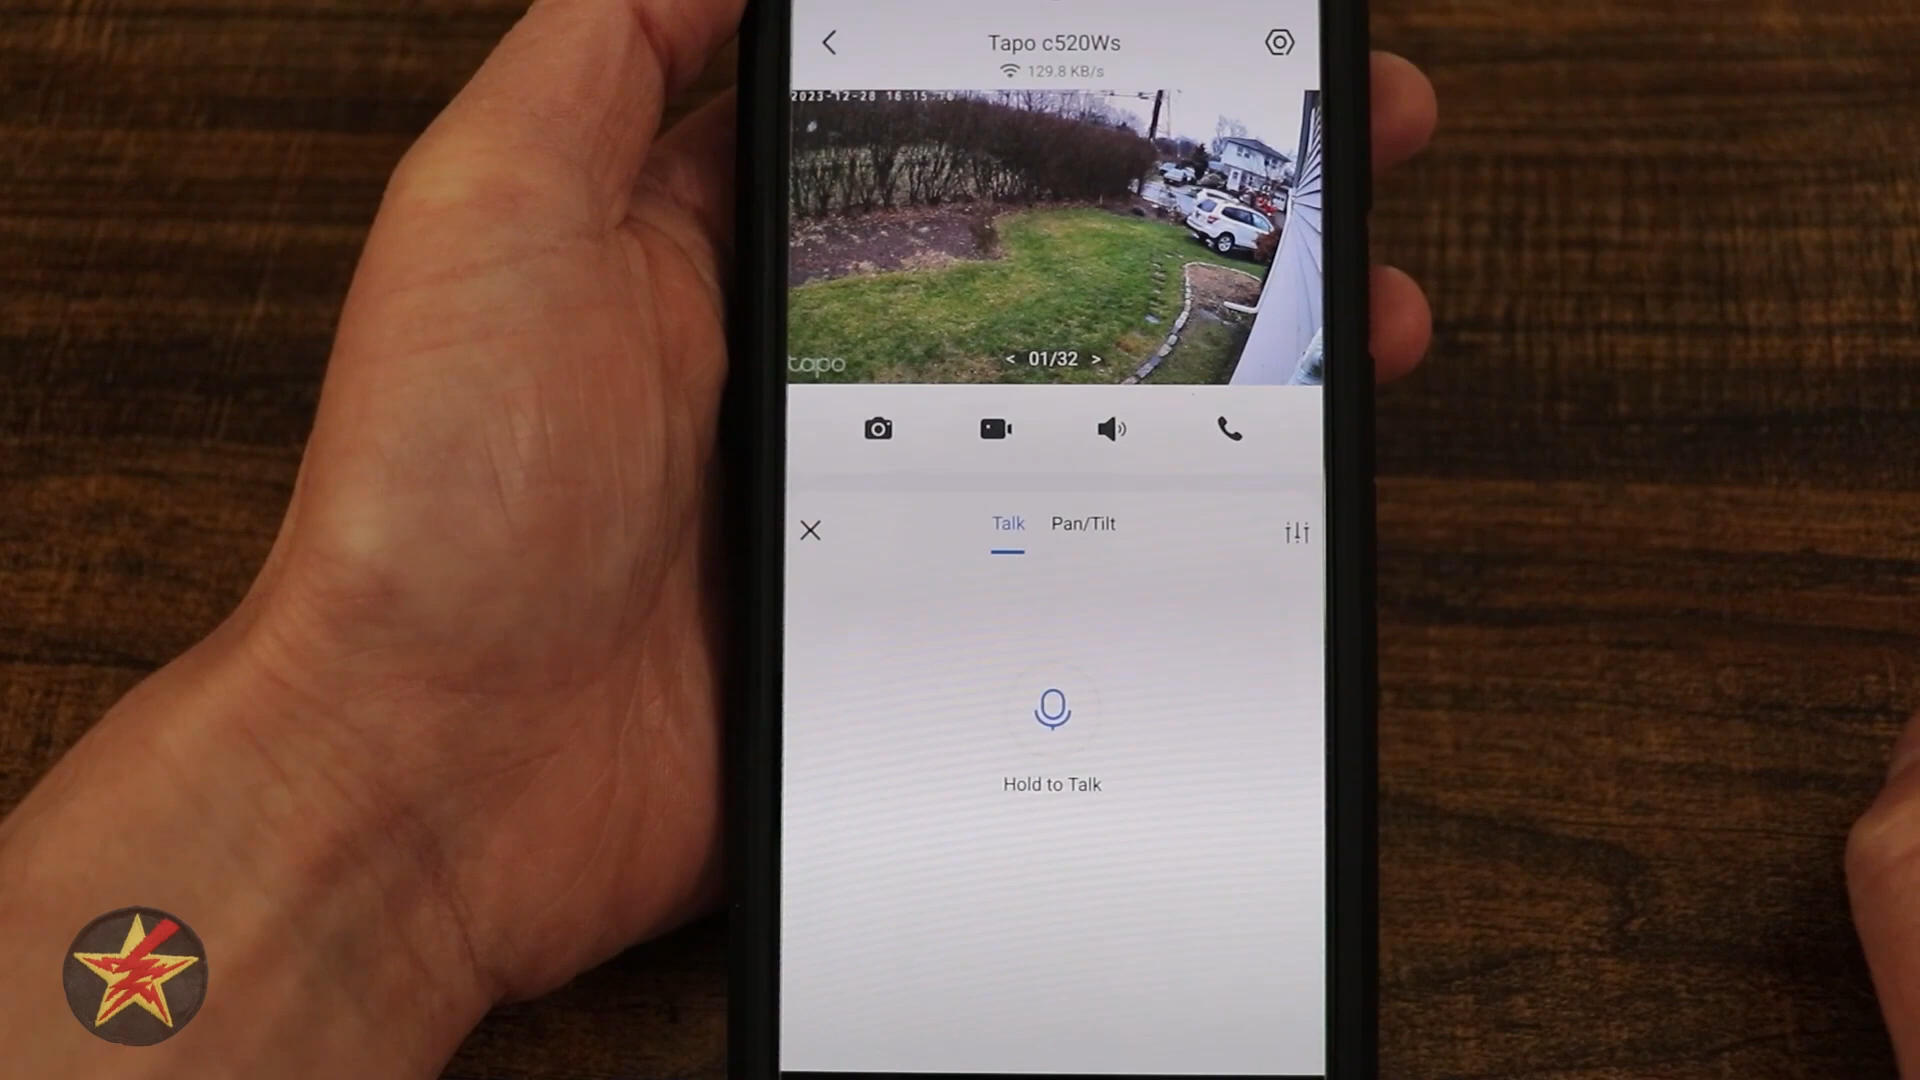 Tapo c520Ws
129.8 KB/s
2023-12-28 16:15
tapo
< 01/32 >
Talk Pan/Tilt
Hold to Talk